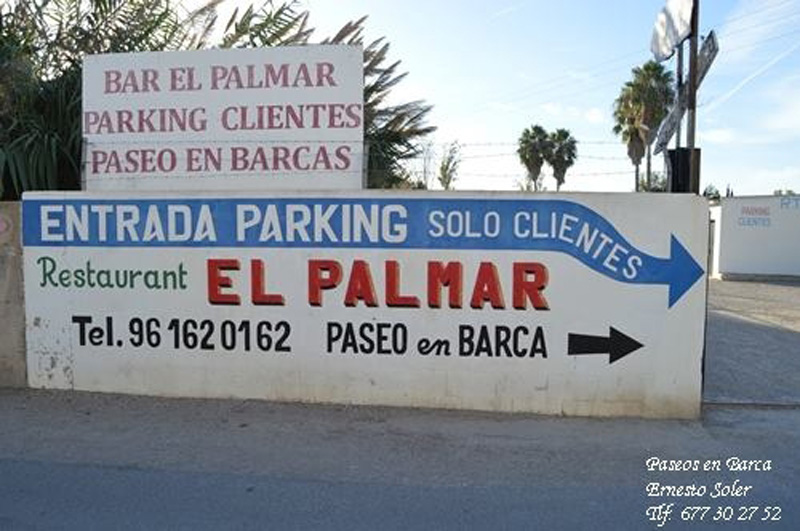 BAR EL PALMAR
PARKING CLIENTES
PASEO EN BARCAS
ENTRADA PARKING SOLO CLIENTES
Restaurant EL PALMAR
Tel. 96 162 01 62 PASEO en BARCA
PARKING
CLIENTES
RT
Paseos en Barca
Ernesto Soler
Tlf. 677 30 27 52